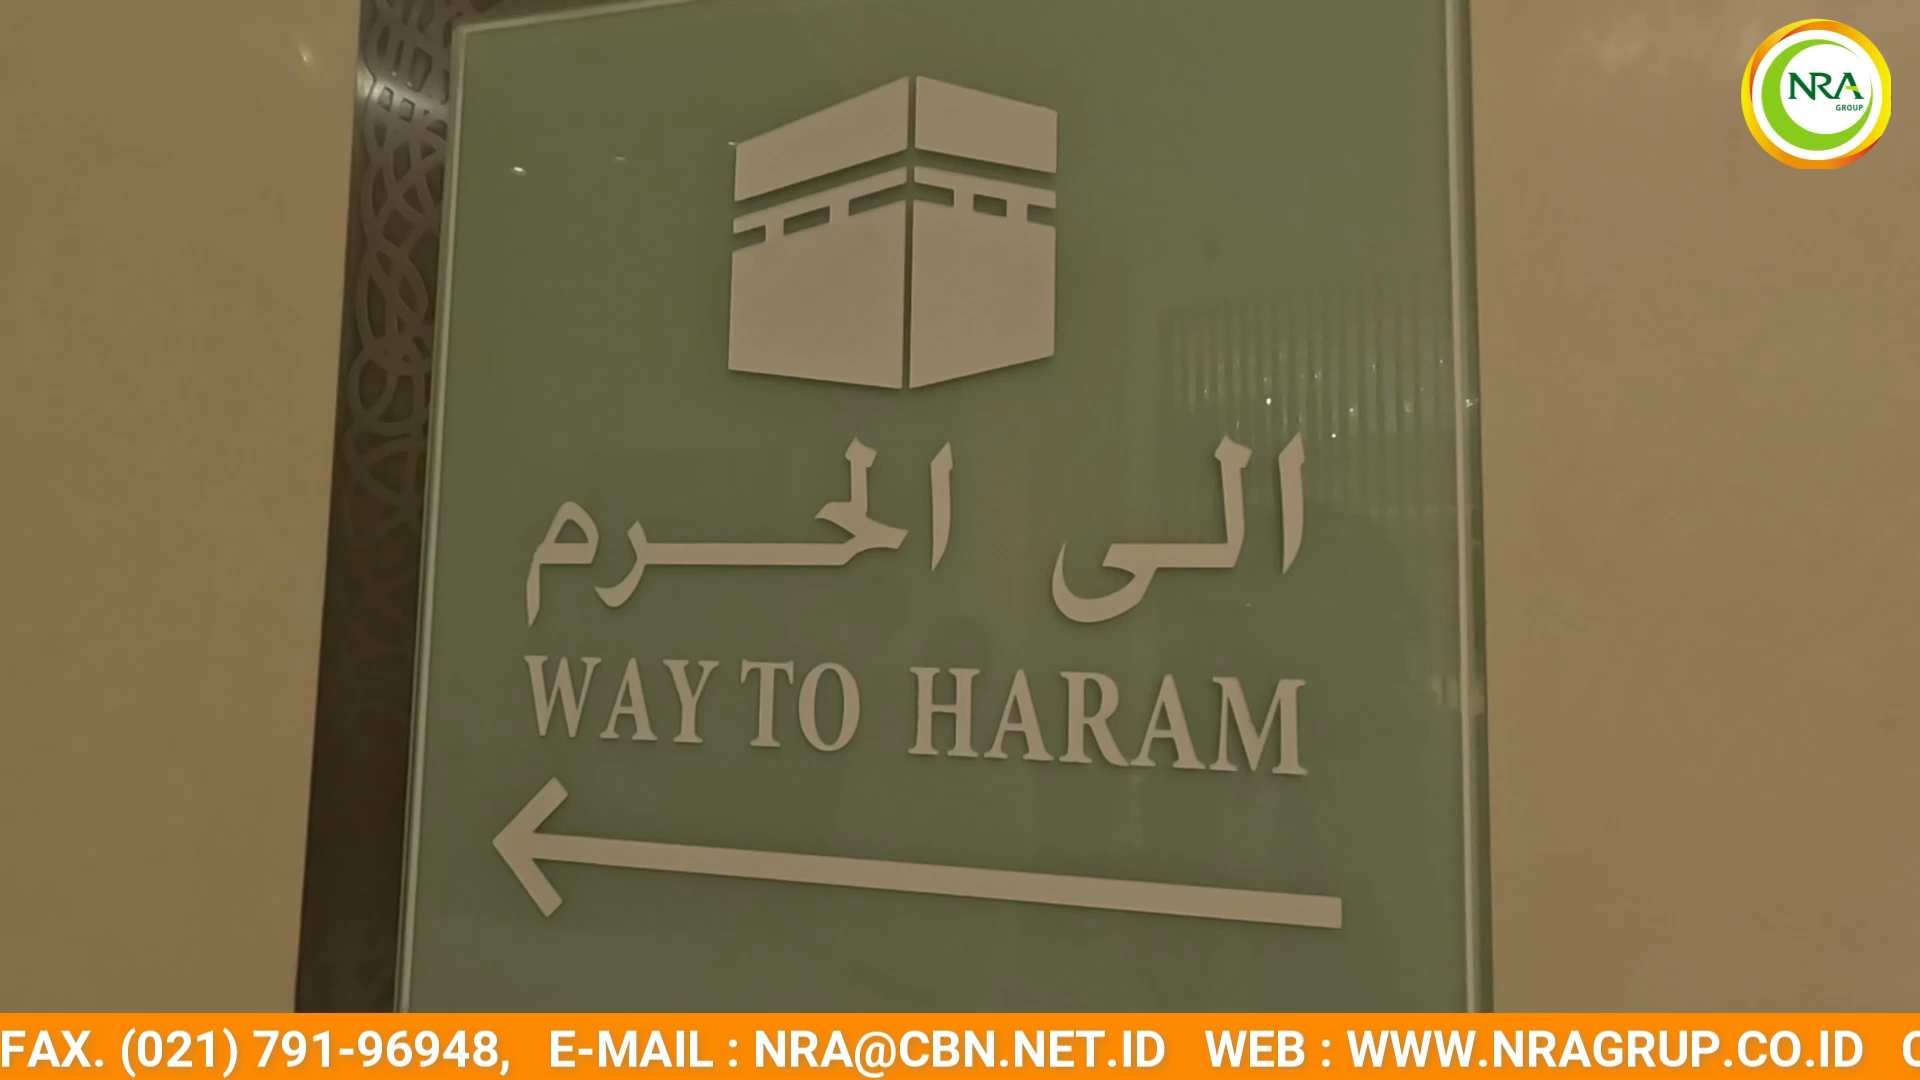 NRA
GROUP
الى الحرم
WAY TO HARAM
FAX. (021) 791-96948, E-MAIL : NRA@CBN.NET.ID WEB : WWW.NRAGRUP.CO.ID